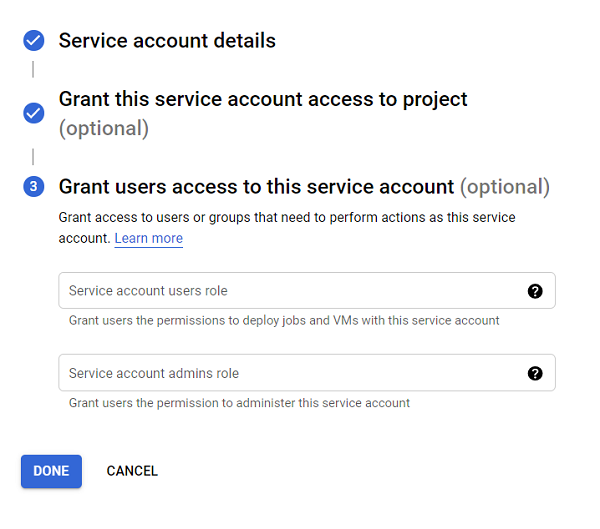 Service account details
Grant this service account access to project
(optional)
3 Grant users access to this service account (optional)
Grant access to users or groups that need to perform actions as this service
account. Learn more
Service account users role ?
Grant users the permissions to deploy jobs and VMs with this service account
Service account admins role ?
Grant users the permission to administer this service account
DONE CANCEL